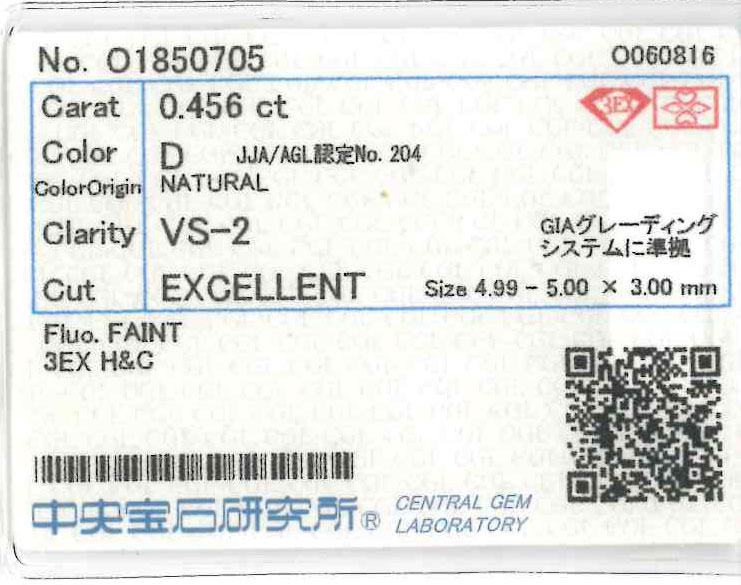 No. O1850705
O060816
Carat 0.456 ct
3EX
Color D JJA/AGL認定No. 204
ColorOrigin NATURAL
Clarity VS-2
GIAグレーディング
システムに準拠
Cut EXCELLENT Size 4.99 - 5.00 × 3.00 mm
Fluo. FAINT
3EX H&C
中央宝石研究所® CENTRAL GEM
LABORATORY